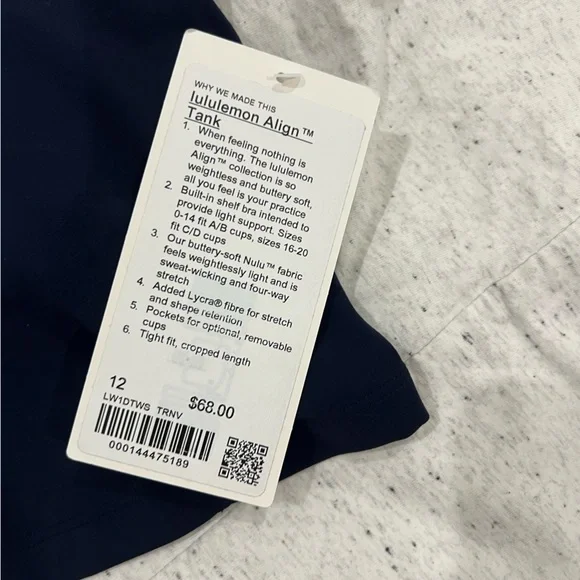 WHY WE MADE THIS
lululemon Align™
Tank
1. When feeling nothing is
everything. The lululemon
Align™ collection is so
weightless and buttery soft,
all you feel is your practice
2. Built-in shelf bra intended to
provide light support. Sizes
0-14 fit A/B cups, sizes 16-20
fit C/D cups
3. Our buttery-soft Nulu™ fabric
feels weightlessly light and is
sweat-wicking and four-way
stretch
4. Added Lycra® fibre for stretch
and shape retention
5. Pockets for optional, removable
cups
6. Tight fit, cropped length
12 $68.00
LW1DTWS TRNV
000144475189